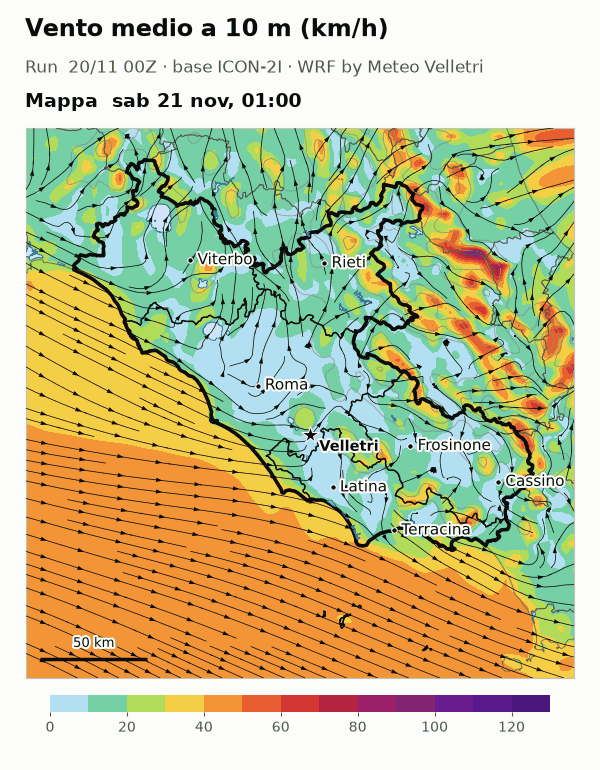 Vento medio a 10 m (km/h)
Run  20/11 00Z · base ICON-2I · WRF by Meteo Velletri
Mappa  sab 21 nov, 01:00
Viterbo
Rieti
Roma
Velletri
Frosinone
Cassino
Latina
Terracina
50 km
0 20 40 60 80 100 120